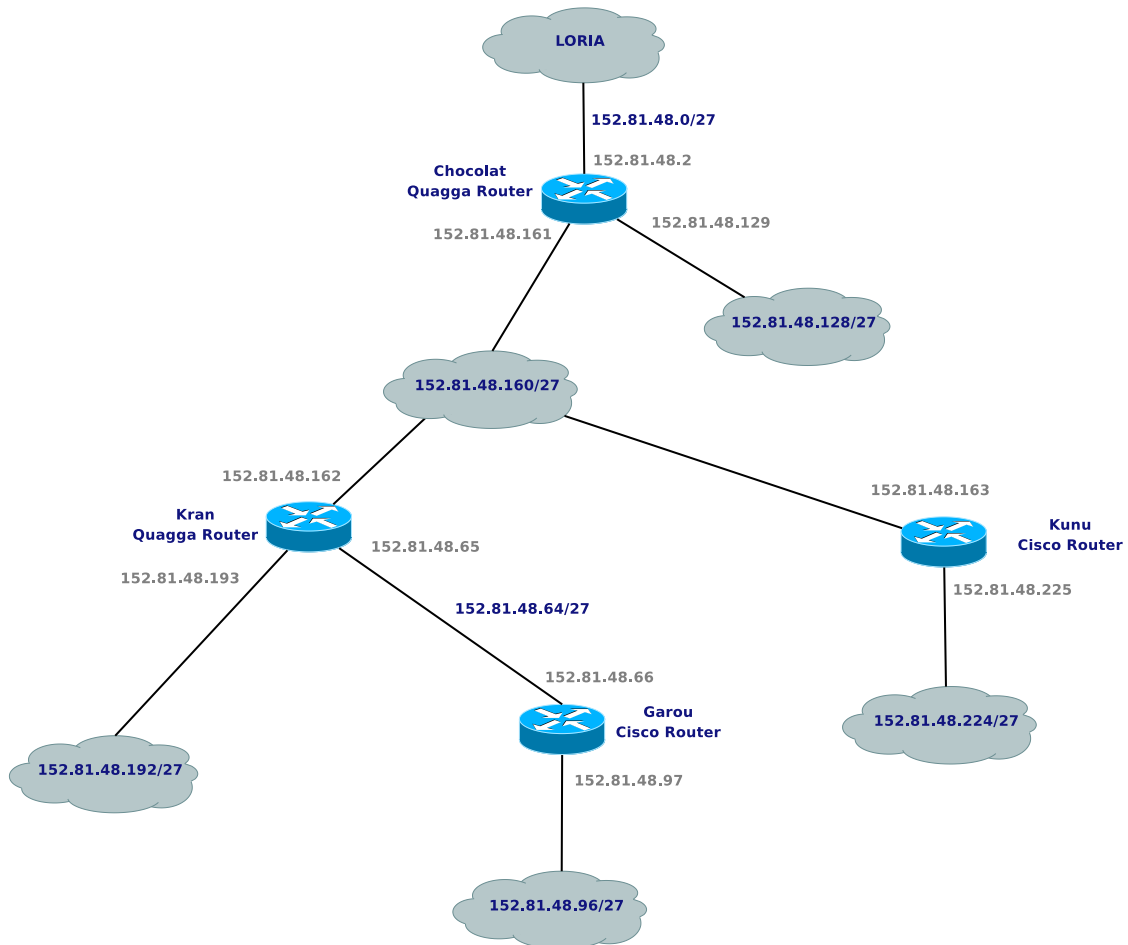 LORIA
152.81.48.0/27
152.81.48.2
Chocolat
Quagga Router
152.81.48.161
152.81.48.129
152.81.48.128/27
152.81.48.160/27
152.81.48.162
152.81.48.163
Kran
Quagga Router
Kunu
Cisco Router
152.81.48.65
152.81.48.193
152.81.48.225
152.81.48.64/27
152.81.48.66
Garou
Cisco Router
152.81.48.224/27
152.81.48.192/27
152.81.48.97
152.81.48.96/27